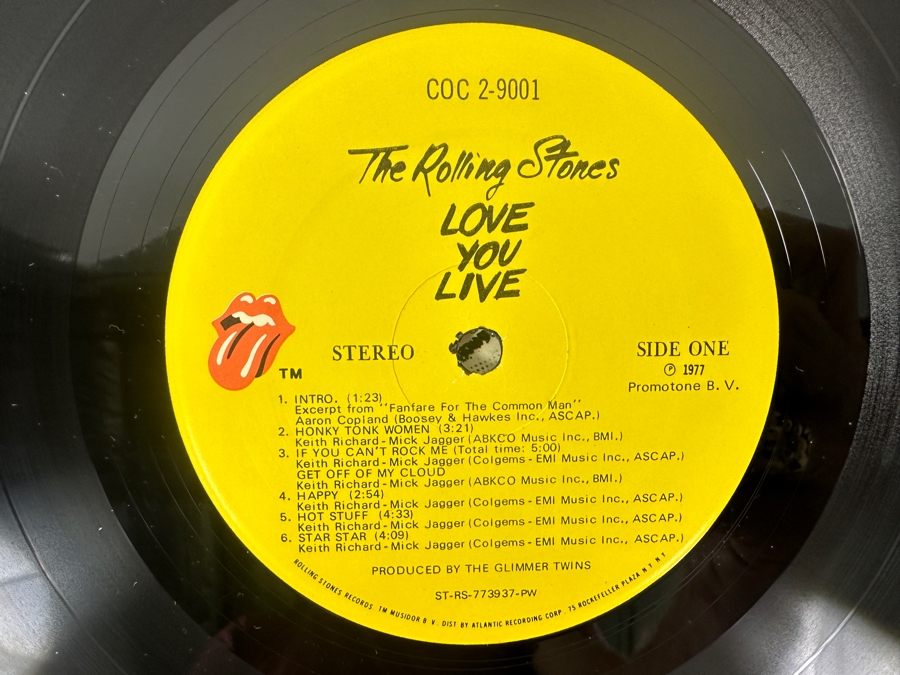 COC 2-9001
The Rolling Stones
LOVE
YOU
LIVE
STEREO
SIDE ONE
℗ 1977
Promotone B. V.
TM
1. INTRO. (1:23)
Excerpt from "Fanfare For The Common Man"
Aaron Copland (Boosey & Hawkes Inc., ASCAP.)
2. HONKY TONK WOMEN (3:21)
Keith Richard-Mick Jagger (ABKCO Music Inc., BMI.)
3. IF YOU CAN'T ROCK ME (Total time: 5:00)
Keith Richard-Mick Jagger (Colgems-EMI Music Inc., ASCAP.)
GET OFF OF MY CLOUD
Keith Richard-Mick Jagger (ABKCO Music Inc., BMI.)
4. HAPPY (2:54)
Keith Richard-Mick Jagger (Colgems-EMI Music Inc., ASCAP.)
5. HOT STUFF (4:33)
Keith Richard-Mick Jagger (Colgems-EMI Music Inc., ASCAP.)
6. STAR STAR (4:09)
Keith Richard-Mick Jagger (Colgems-EMI Music Inc., ASCAP.)
PRODUCED BY THE GLIMMER TWINS
ST-RS-773937-PW
ROLLING STONES RECORDS. TM MUSIDOR B.V. DIST BY ATLANTIC RECORDING CORP. 75 ROCKEFELLER PLAZA N.Y. N.Y.